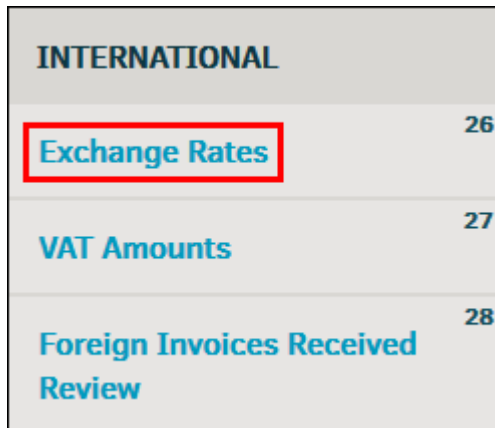 INTERNATIONAL
26
Exchange Rates
27
VAT Amounts
28
Foreign Invoices Received
Review